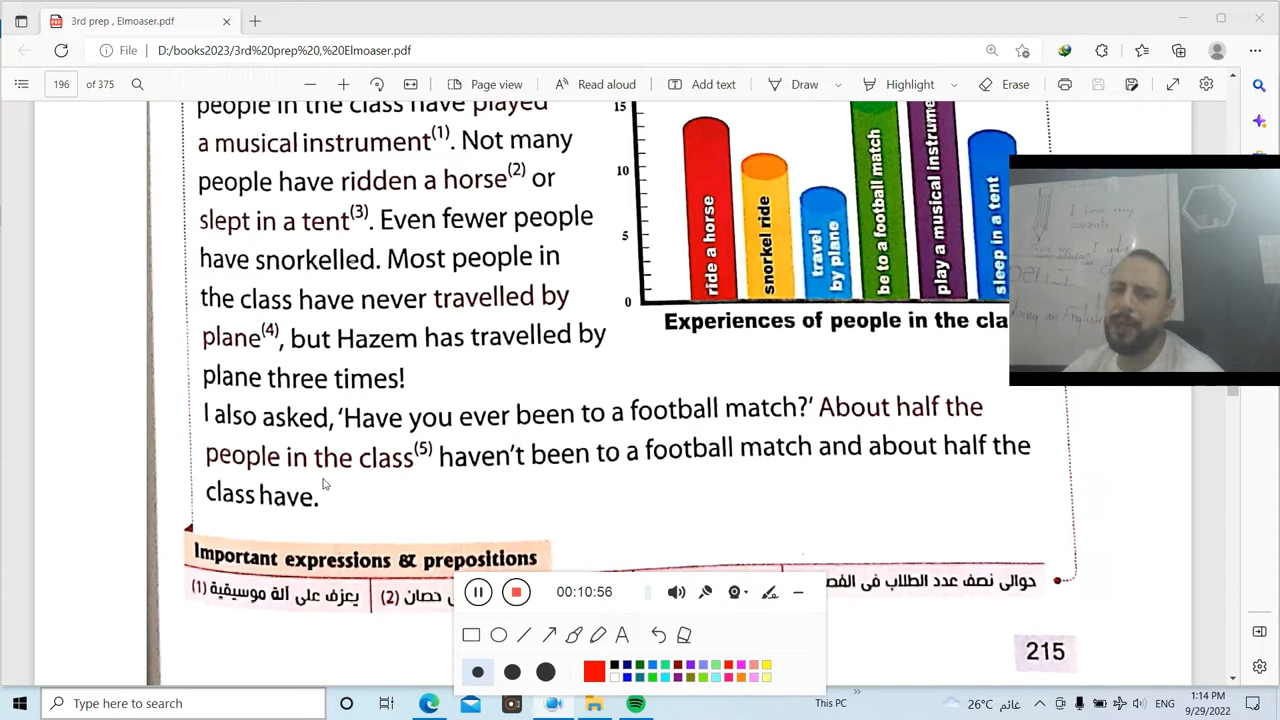 3rd prep , Elmoaser.pdf
File D:/books2023/3rd%20prep%20,%20Elmoaser.pdf
196 of 375 Page view Read aloud Add text Draw Highlight Erase
people in the class have played
a musical instrument(1). Not many
people have ridden a horse(2) or
slept in a tent(3). Even fewer people
have snorkelled. Most people in
the class have never travelled by
plane(4), but Hazem has travelled by
plane three times!
15
10
5
0
ride a horse
snorkel ride
travel by plane
be to a football match
play a musical instrume
sleep in a tent
Experiences of people in the cla
I also asked, ‘Have you ever been to a football match?’ About half the
people in the class(5) haven't been to a football match and about half the
class have.
I love my
parents
Important expressions & prepositions
(1) يعزف على آلة موسيقية
(2) حصان
حوالى نصف عدد الطلاب فى الفص
00:10:56
215
Type here to search
This PC
26°C غائم
1:14 PM
9/29/2022